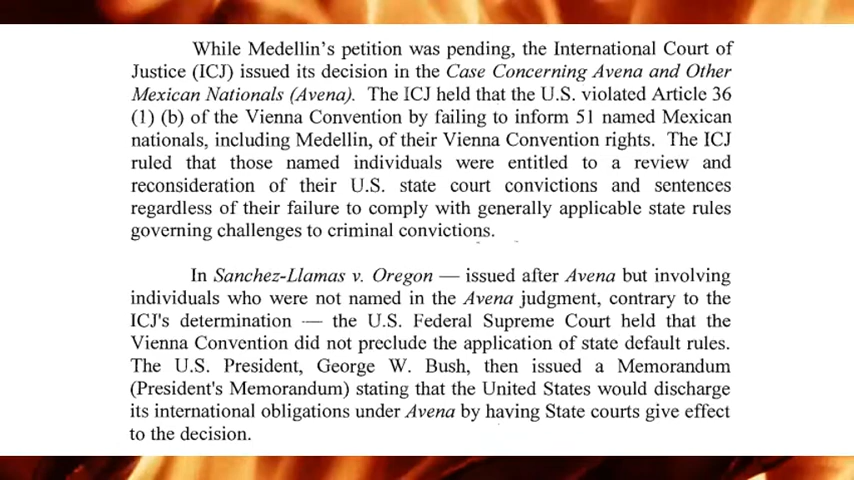 While Medellin’s petition was pending, the International Court of
Justice (ICJ) issued its decision in the Case Concerning Avena and Other
Mexican Nationals (Avena). The ICJ held that the U.S. violated Article 36
(1) (b) of the Vienna Convention by failing to inform 51 named Mexican
nationals, including Medellin, of their Vienna Convention rights. The ICJ
ruled that those named individuals were entitled to a review and
reconsideration of their U.S. state court convictions and sentences
regardless of their failure to comply with generally applicable state rules
governing challenges to criminal convictions.
In Sanchez-Llamas v. Oregon — issued after Avena but involving
individuals who were not named in the Avena judgment, contrary to the
ICJ's determination — the U.S. Federal Supreme Court held that the
Vienna Convention did not preclude the application of state default rules.
The U.S. President, George W. Bush, then issued a Memorandum
(President's Memorandum) stating that the United States would discharge
its international obligations under Avena by having State courts give effect
to the decision.